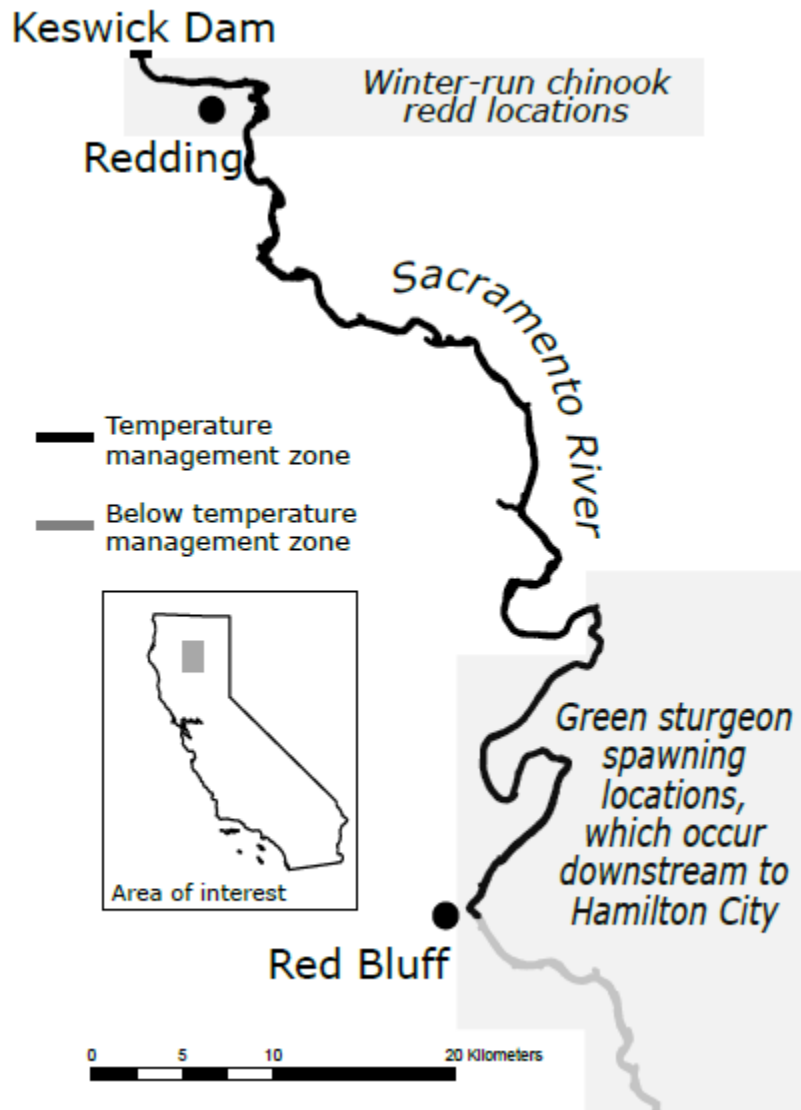 Keswick Dam
Winter-run chinook
redd locations
Redding
Sacramento River
Temperature
management zone
Below temperature
management zone
Area of interest
Green sturgeon
spawning
locations,
which occur
downstream to
Hamilton City
Red Bluff
0 5 10 20 Kilometers